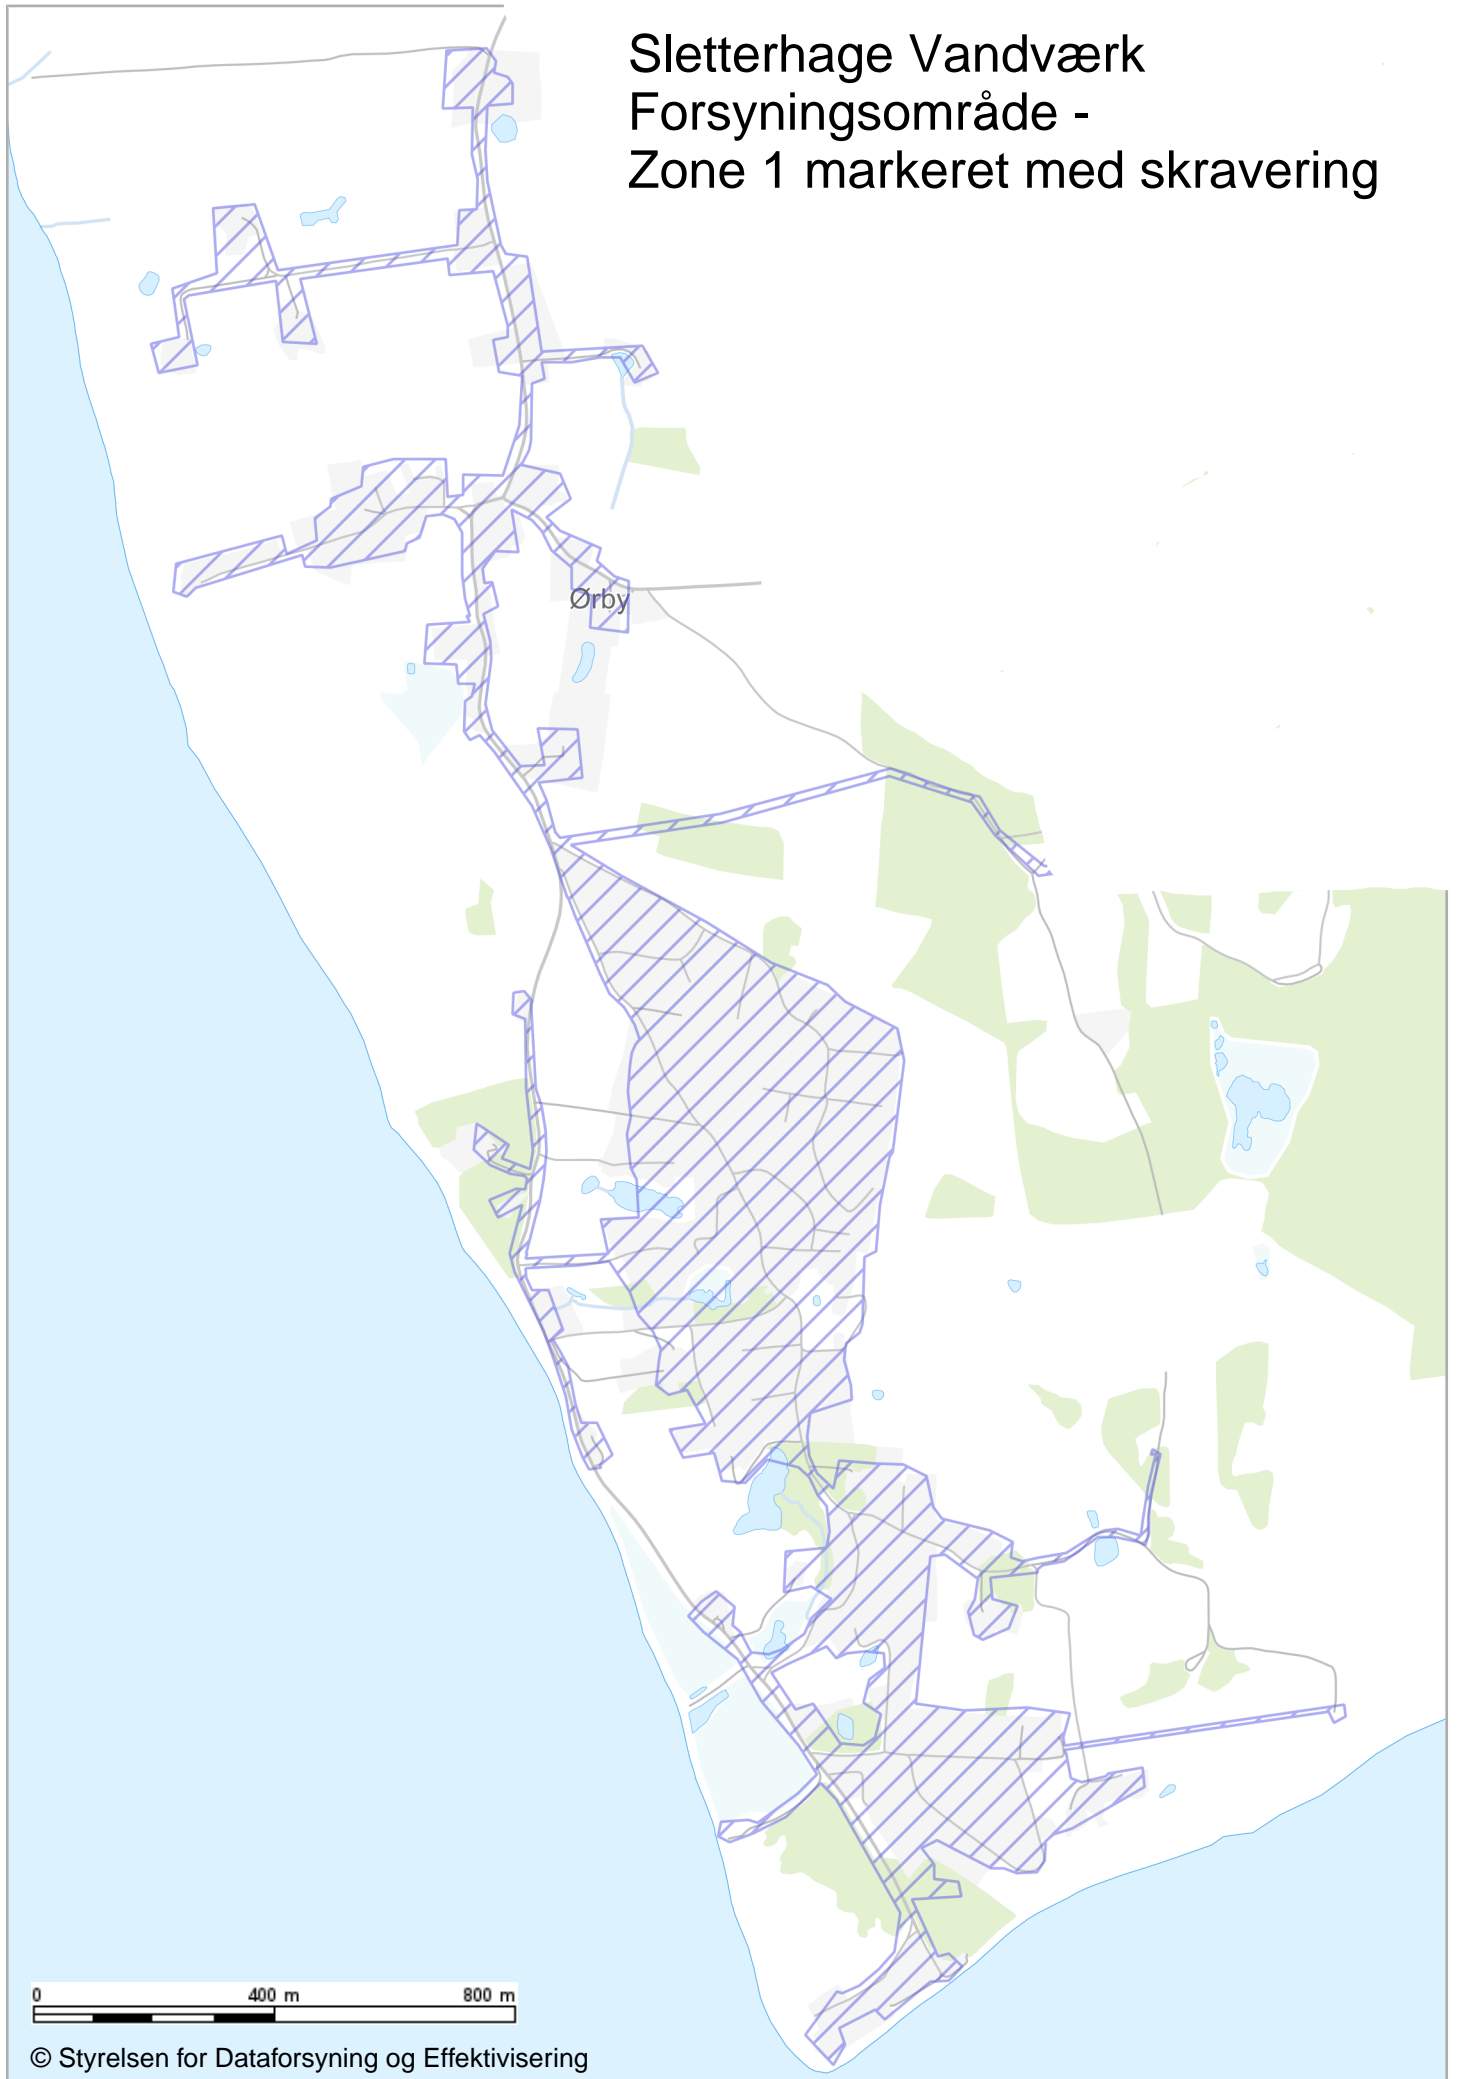 Sletterhage Vandværk
Forsyningsområde -
Zone 1 markeret med skravering
Ørby
0 400 m 800 m
© Styrelsen for Dataforsyning og Effektivisering